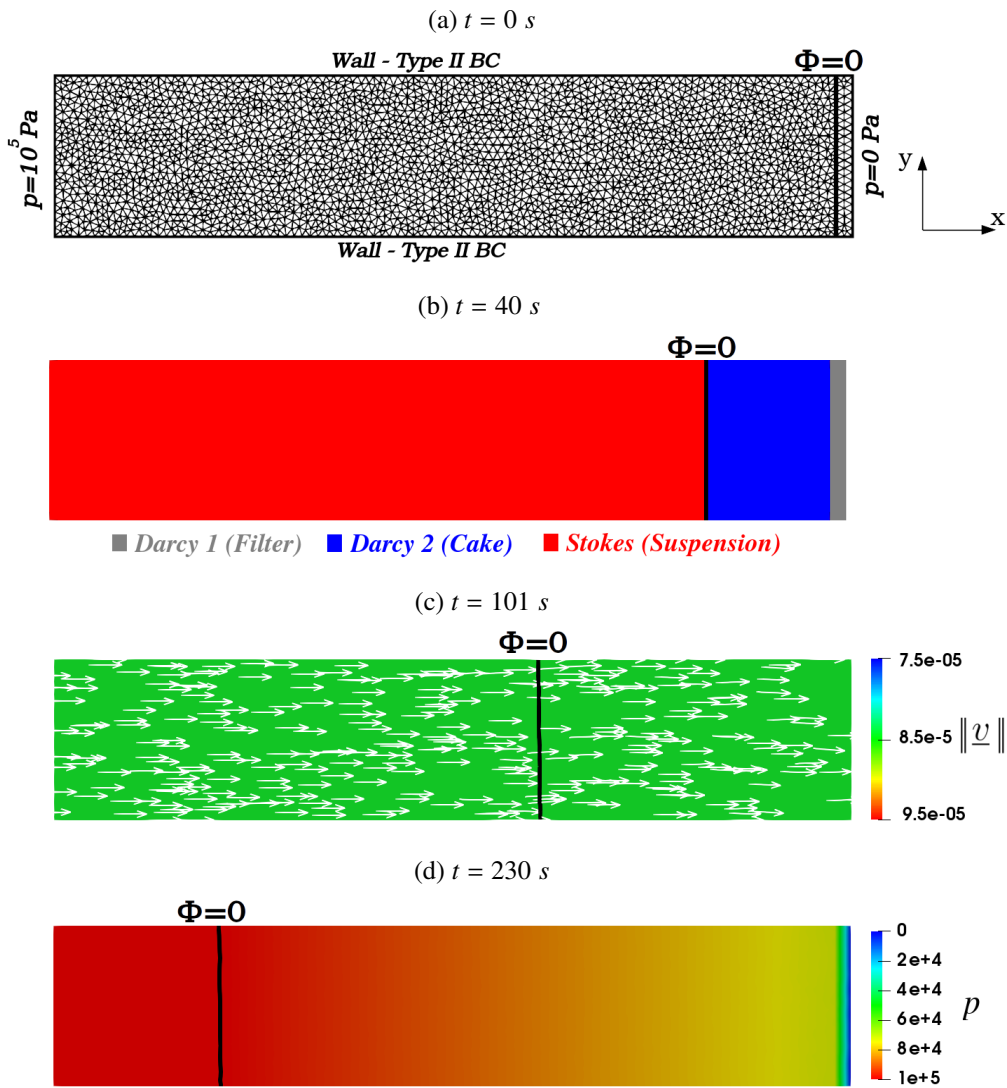 (a) t = 0 s
Wall - Type II BC
Φ=0
p=10^5 Pa
p=0 Pa
y
x
Wall - Type II BC
(b) t = 40 s
Φ=0
Darcy 1 (Filter) Darcy 2 (Cake) Stokes (Suspension)
(c) t = 101 s
Φ=0
7.5e-05
8.5e-5
‖v‖
9.5e-05
(d) t = 230 s
Φ=0
0
2e+4
4e+4
6e+4
p
8e+4
1e+5